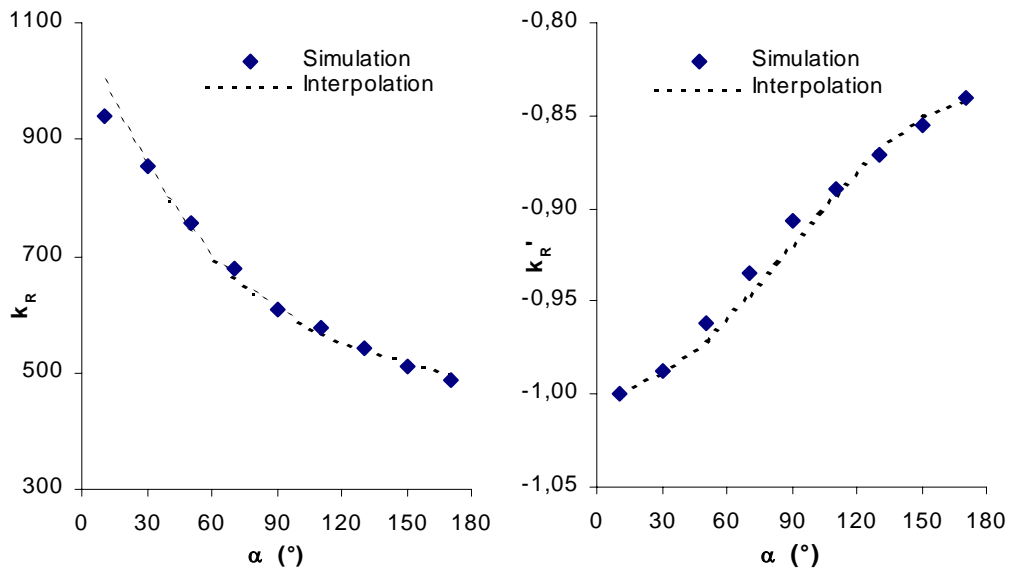 1100
900
700
500
300
k_R
0 30 60 90 120 150 180
α (°)
Simulation
Interpolation
-0,80
-0,85
-0,90
-0,95
-1,00
-1,05
k_R'
0 30 60 90 120 150 180
α (°)
Simulation
Interpolation